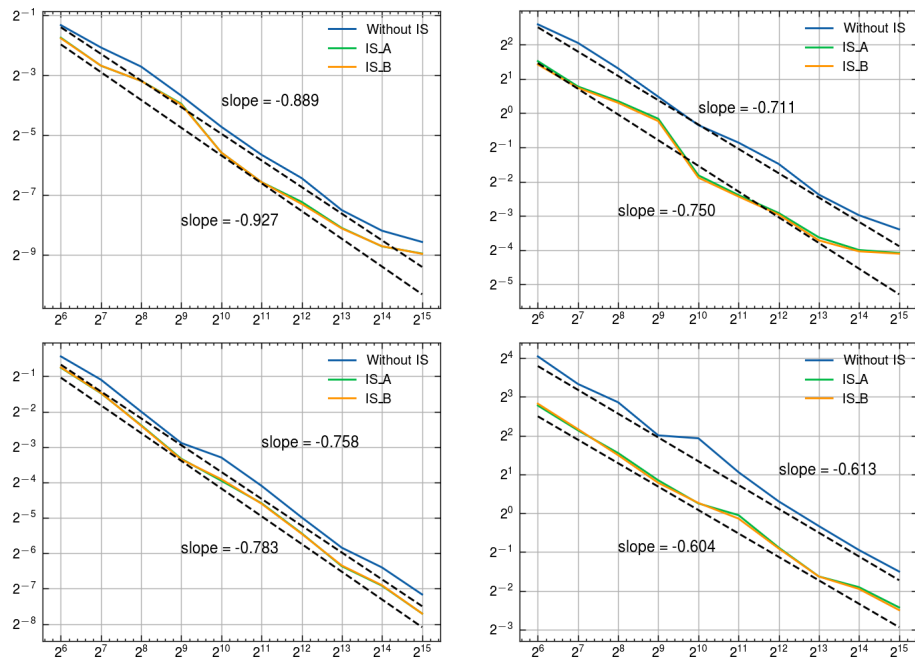 2^-1
2^-3
2^-5
2^-7
2^-9
Without IS
IS_A
IS_B
slope = -0.889
slope = -0.927
2^6 2^7 2^8 2^9 2^10 2^11 2^12 2^13 2^14 2^15
2^2
2^1
2^0
2^-1
2^-2
2^-3
2^-4
2^-5
Without IS
IS_A
IS_B
slope = -0.711
slope = -0.750
2^6 2^7 2^8 2^9 2^10 2^11 2^12 2^13 2^14 2^15
2^-1
2^-2
2^-3
2^-4
2^-5
2^-6
2^-7
2^-8
Without IS
IS_A
IS_B
slope = -0.758
slope = -0.783
2^6 2^7 2^8 2^9 2^10 2^11 2^12 2^13 2^14 2^15
2^4
2^3
2^2
2^1
2^0
2^-1
2^-2
2^-3
Without IS
IS_A
IS_B
slope = -0.613
slope = -0.604
2^6 2^7 2^8 2^9 2^10 2^11 2^12 2^13 2^14 2^15